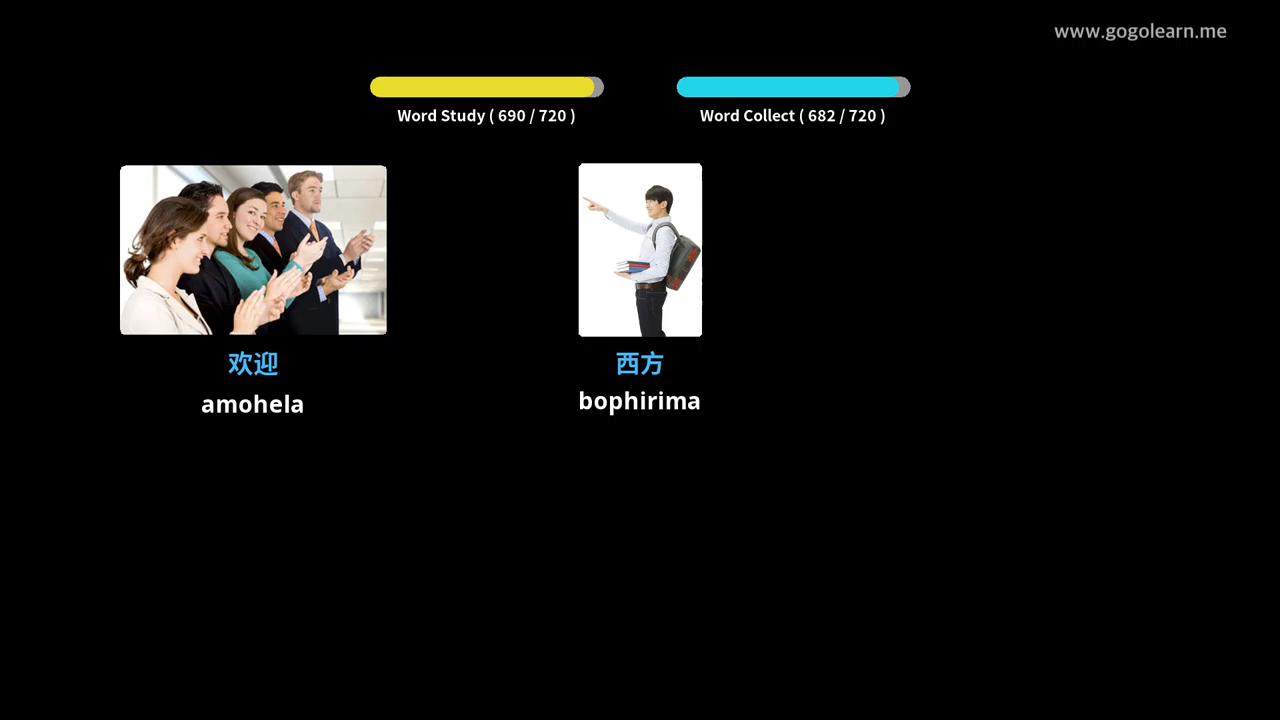 www.gogolearn.me
Word Study ( 690 / 720 )
Word Collect ( 682 / 720 )
欢迎
amohela
西方
bophirima